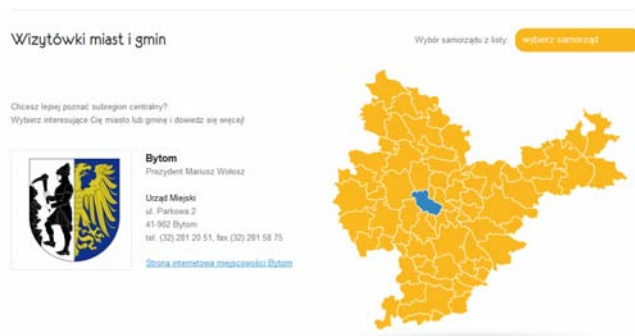 Wizytówki miast i gmin
Wybór samorządu z listy:
wybierz samorząd
Chcesz lepiej poznać subregion centralny?
Wybierz interesujące Cię miasto lub gminę i dowiedz się więcej!
Bytom
Prezydent Mariusz Wołosz
Urząd Miejski
ul. Parkowa 2
41-902 Bytom
tel. (32) 281 20 51, fax (32) 281 58 75
Strona internetowa miejscowości Bytom